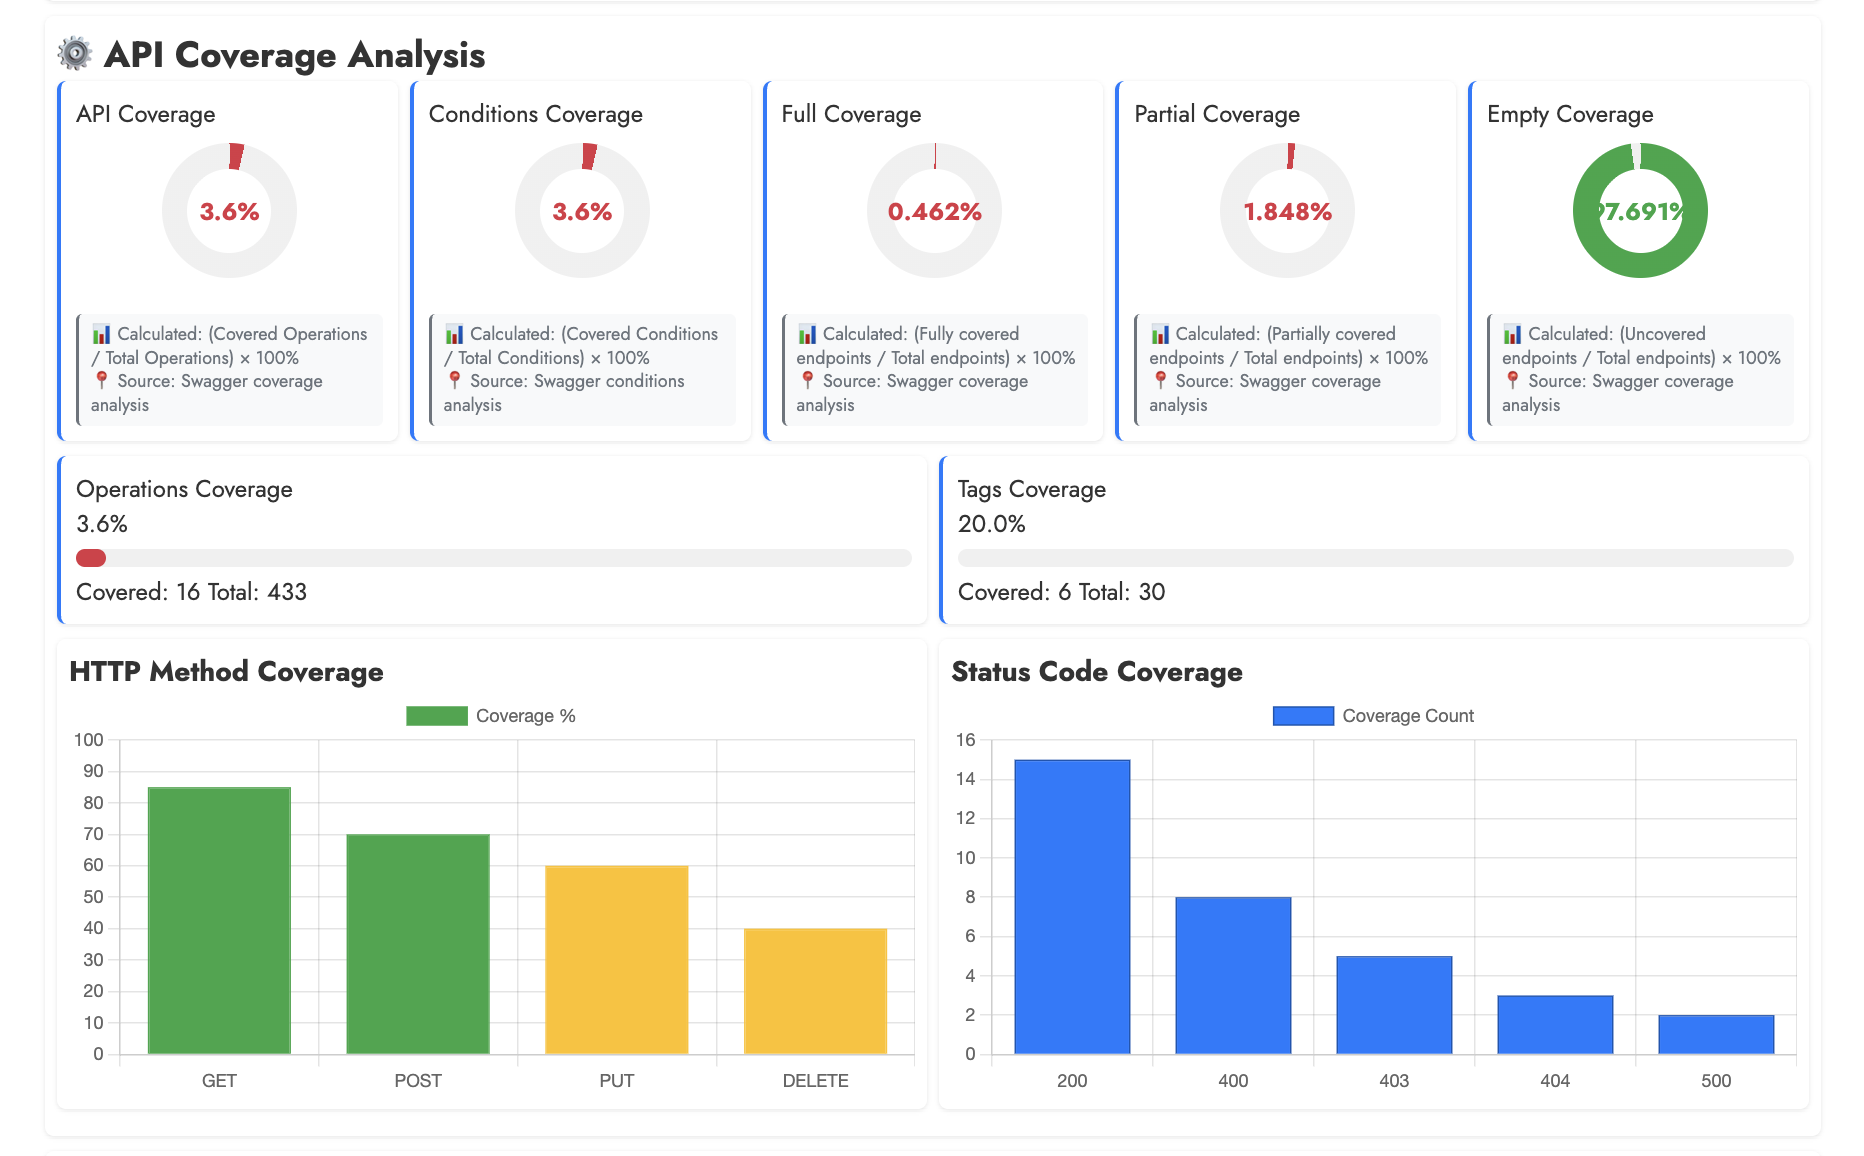 ⚙️ API Coverage Analysis
API Coverage
3.6%
📊 Calculated: (Covered Operations
/ Total Operations) × 100%
📍 Source: Swagger coverage
analysis
Conditions Coverage
3.6%
📊 Calculated: (Covered Conditions
/ Total Conditions) × 100%
📍 Source: Swagger conditions
analysis
Full Coverage
0.462%
📊 Calculated: (Fully covered
endpoints / Total endpoints) × 100%
📍 Source: Swagger coverage
analysis
Partial Coverage
1.848%
📊 Calculated: (Partially covered
endpoints / Total endpoints) × 100%
📍 Source: Swagger coverage
analysis
Empty Coverage
97.691%
📊 Calculated: (Uncovered
endpoints / Total endpoints) × 100%
📍 Source: Swagger coverage
analysis
Operations Coverage
3.6%
Covered: 16 Total: 433
Tags Coverage
20.0%
Covered: 6 Total: 30
HTTP Method Coverage
Coverage %
100
90
80
70
60
50
40
30
20
10
0
GET POST PUT DELETE
Status Code Coverage
Coverage Count
16
14
12
10
8
6
4
2
0
200 400 403 404 500